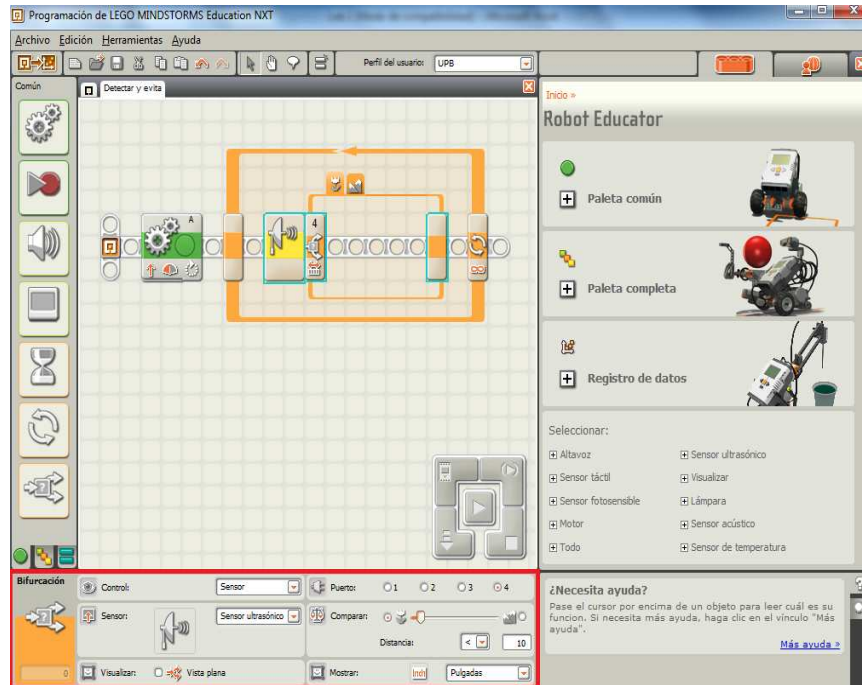 Programación de LEGO MINDSTORMS Education NXT
Archivo Edición Herramientas Ayuda
Perfil del usuario: UPB
Común
Detectar y evita
A
4
Inicio »
Robot Educator
Paleta común
Paleta completa
Registro de datos
Seleccionar:
Altavoz
Sensor ultrasónico
Sensor táctil
Visualizar
Sensor fotosensible
Lámpara
Motor
Sensor acústico
Todo
Sensor de temperatura
Bifurcación
Control: Sensor
Puerto: 1 2 3 4
Sensor: Sensor ultrasónico
Comparar:
Distancia: < 10
0
Visualizar: Vista plana
Mostrar: Pulgadas
¿Necesita ayuda?
Pase el cursor por encima de un objeto para leer cuál es su
funcion. Si necesita más ayuda, haga clic en el vínculo "Más
ayuda".
Más ayuda »